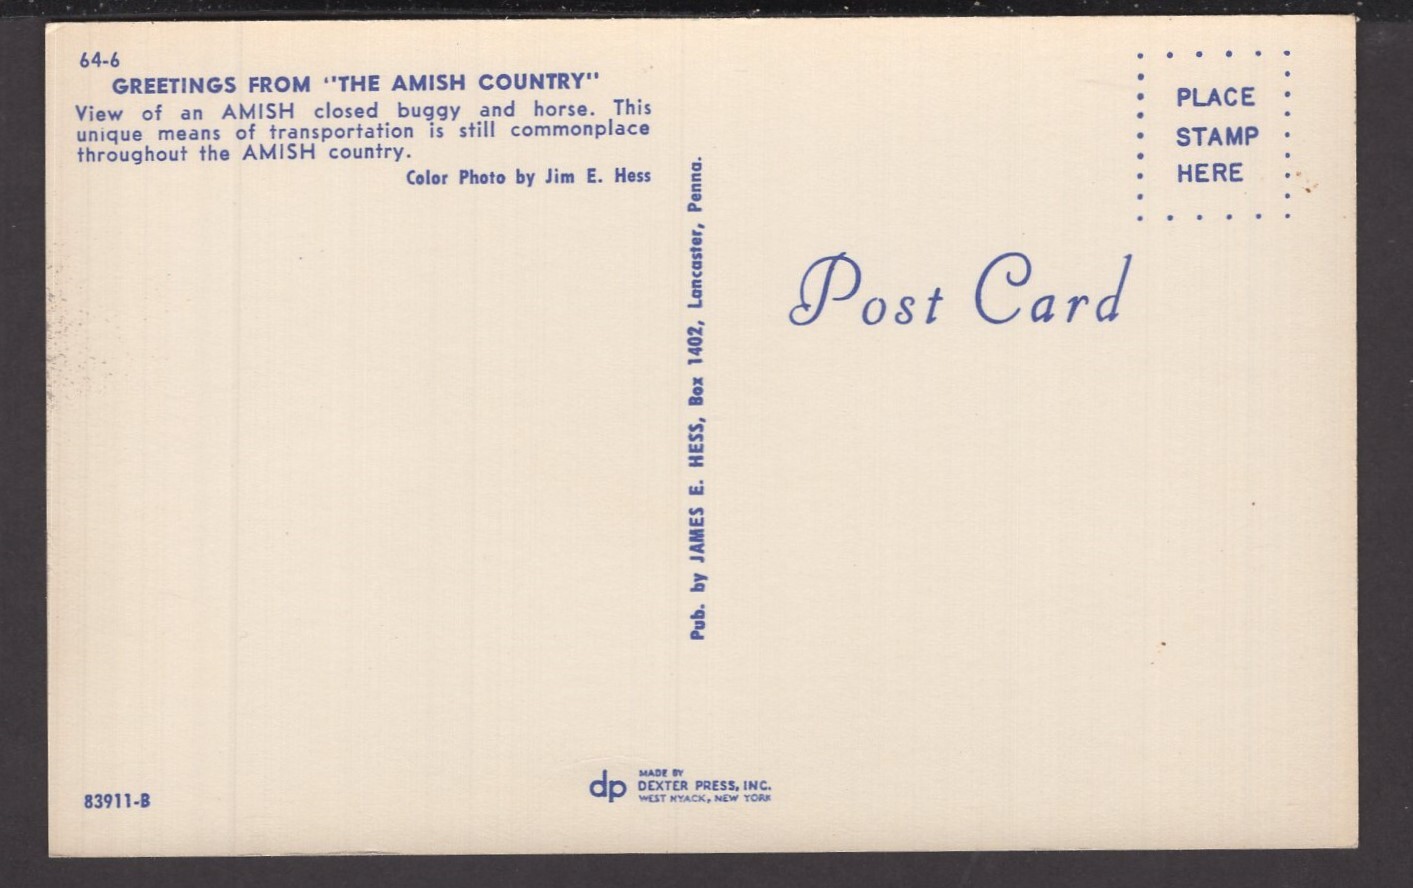 64-6
GREETINGS FROM "THE AMISH COUNTRY"
View of an AMISH closed buggy and horse. This
unique means of transportation is still commonplace
throughout the AMISH country.
Color Photo by Jim E. Hess
PLACE
STAMP
HERE
Pub. by JAMES E. HESS, Box 1402, Lancaster, Penna.
Post Card
83911-B
dp
MADE BY
DEXTER PRESS, INC.
WEST NYACK, NEW YORK